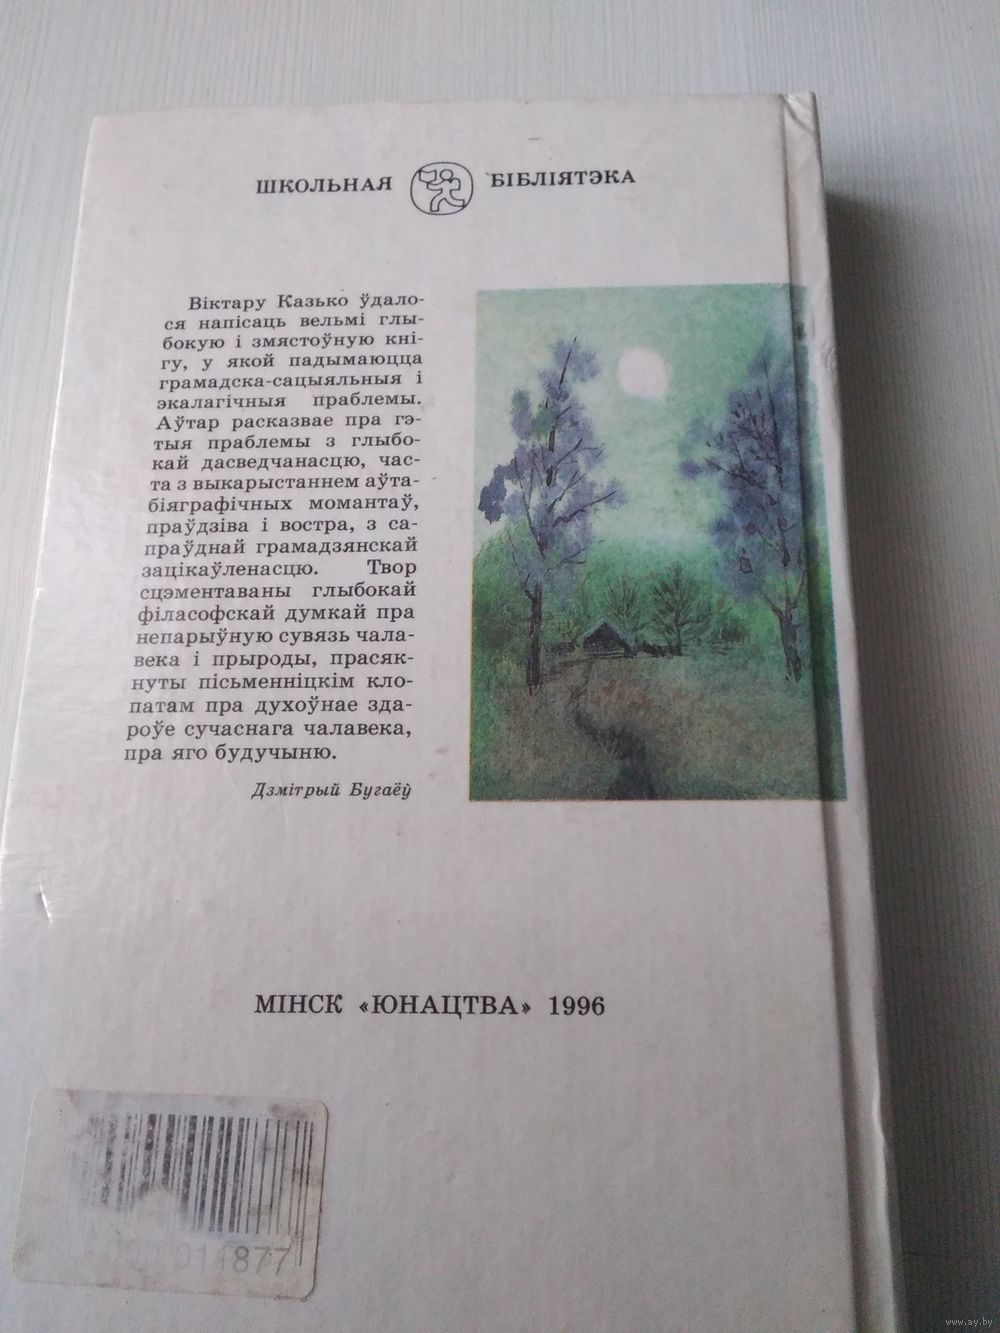 ШКОЛЬНАЯ БІБЛІЯТЭКА
Віктару Казько ўдало-
ся напісаць вельмі глы-
бокую і змястоўную кні-
гу, у якой падымаюцца
грамадска-сацыяльныя і
экалагічныя праблемы.
Аўтар расказвае пра гэ-
тыя праблемы з глыбо-
кай дасведчанасцю, час-
та з выкарыстаннем аўта-
біяграфічных момантаў,
праўдзіва і востра, з са-
праўднай грамадзянскай
зацікаўленасцю. Твор
сцэментаваны глыбокай
філасофскай думкай пра
непарыўную сувязь чала-
века і прыроды, прасяк-
нуты пісьменніцкім кло-
патам пра духоўнае зда-
роўе сучаснага чалавека,
пра яго будучыню.
Дзмітрый Бугаёў
МІНСК «ЮНАЦТВА» 1996
www.ay.by